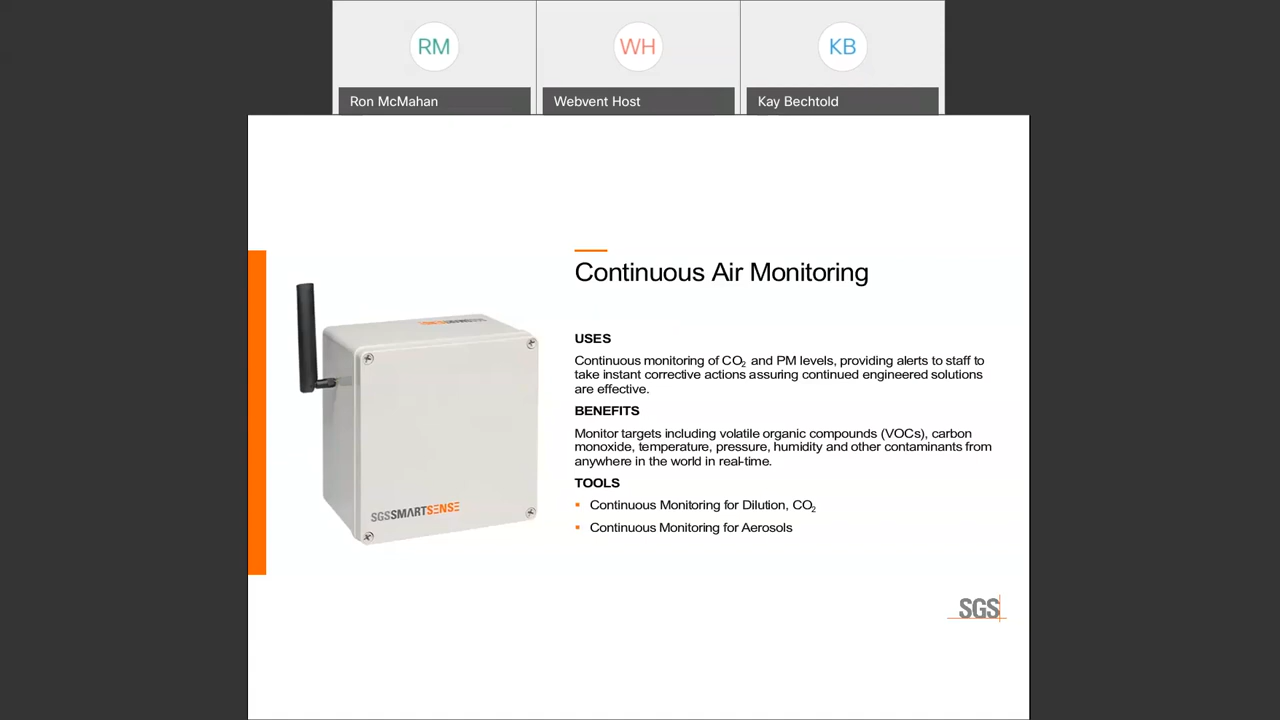 RM
WH
KB
Ron McMahan
Webvent Host
Kay Bechtold
Continuous Air Monitoring
USES
Continuous monitoring of CO₂ and PM levels, providing alerts to staff to
take instant corrective actions assuring continued engineered solutions
are effective.
BENEFITS
Monitor targets including volatile organic compounds (VOCs), carbon
monoxide, temperature, pressure, humidity and other contaminants from
anywhere in the world in real-time.
TOOLS
Continuous Monitoring for Dilution, CO₂
Continuous Monitoring for Aerosols
SGSSMARTSENSE
SGS